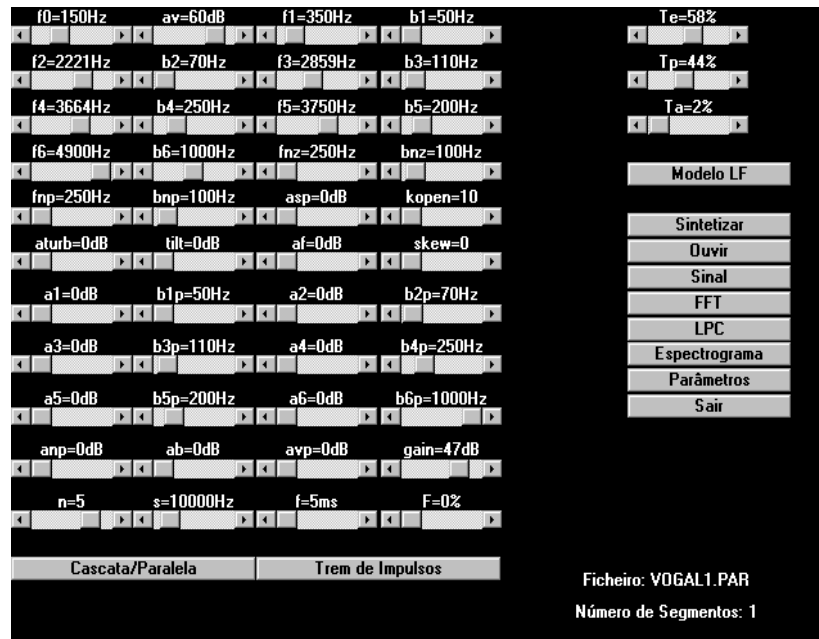 f0=150Hz av=60dB f1=350Hz b1=50Hz Te=58%
f2=2221Hz b2=70Hz f3=2859Hz b3=110Hz Tp=44%
f4=3664Hz b4=250Hz f5=3750Hz b5=200Hz Ta=2%
f6=4900Hz b6=1000Hz fnz=250Hz bnz=100Hz
Modelo LF
fnp=250Hz bnp=100Hz asp=0dB kopen=10
Sintetizar
aturb=0dB tilt=0dB af=0dB skew=0
Ouvir
Sinal
a1=0dB b1p=50Hz a2=0dB b2p=70Hz
FFT
LPC
a3=0dB b3p=110Hz a4=0dB b4p=250Hz
Espectrograma
Parâmetros
a5=0dB b5p=200Hz a6=0dB b6p=1000Hz
Sair
anp=0dB ab=0dB avp=0dB gain=47dB
n=5 s=10000Hz f=5ms F=0%
Cascata/Paralela Trem de Impulsos
Ficheiro: VOGAL1.PAR
Número de Segmentos: 1